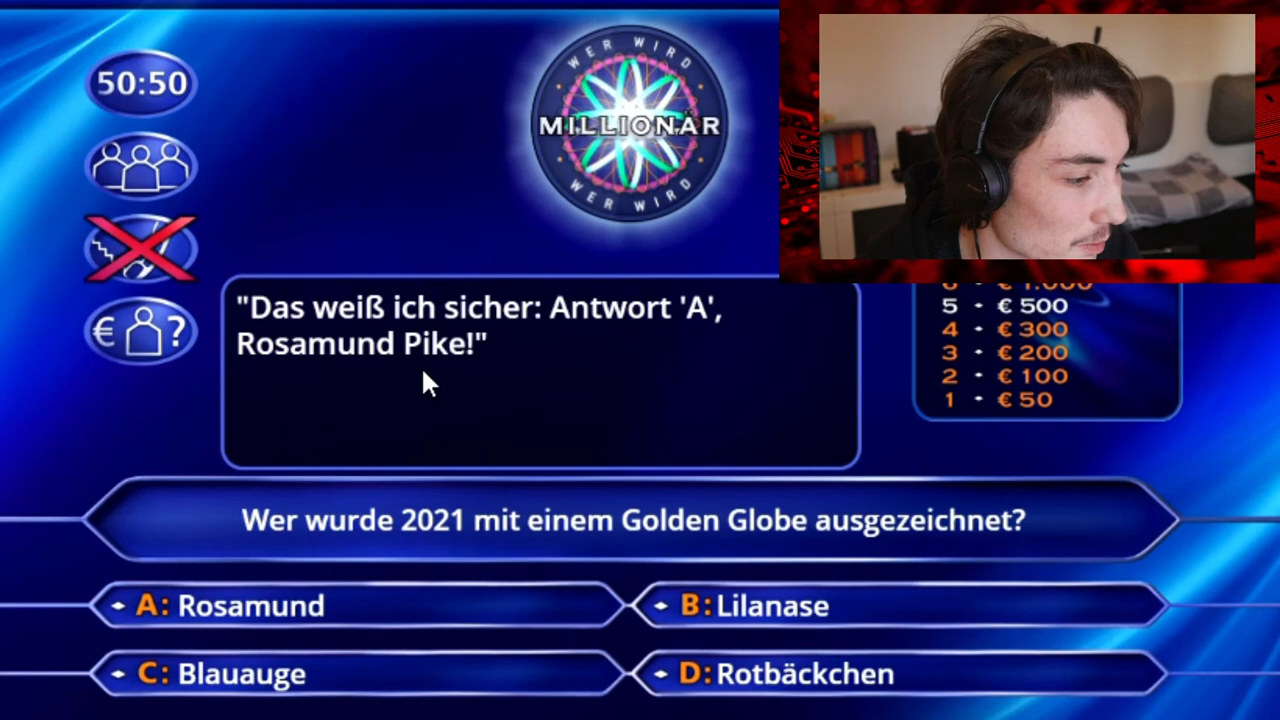 50:50
WER WIRD
MILLIONÄR
WER WIRD
€ ?
"Das weiß ich sicher: Antwort 'A',
Rosamund Pike!"
5 € 500
4 € 300
3 € 200
2 € 100
1 € 50
Wer wurde 2021 mit einem Golden Globe ausgezeichnet?
A: Rosamund
B: Lilanase
C: Blauauge
D: Rotbäckchen